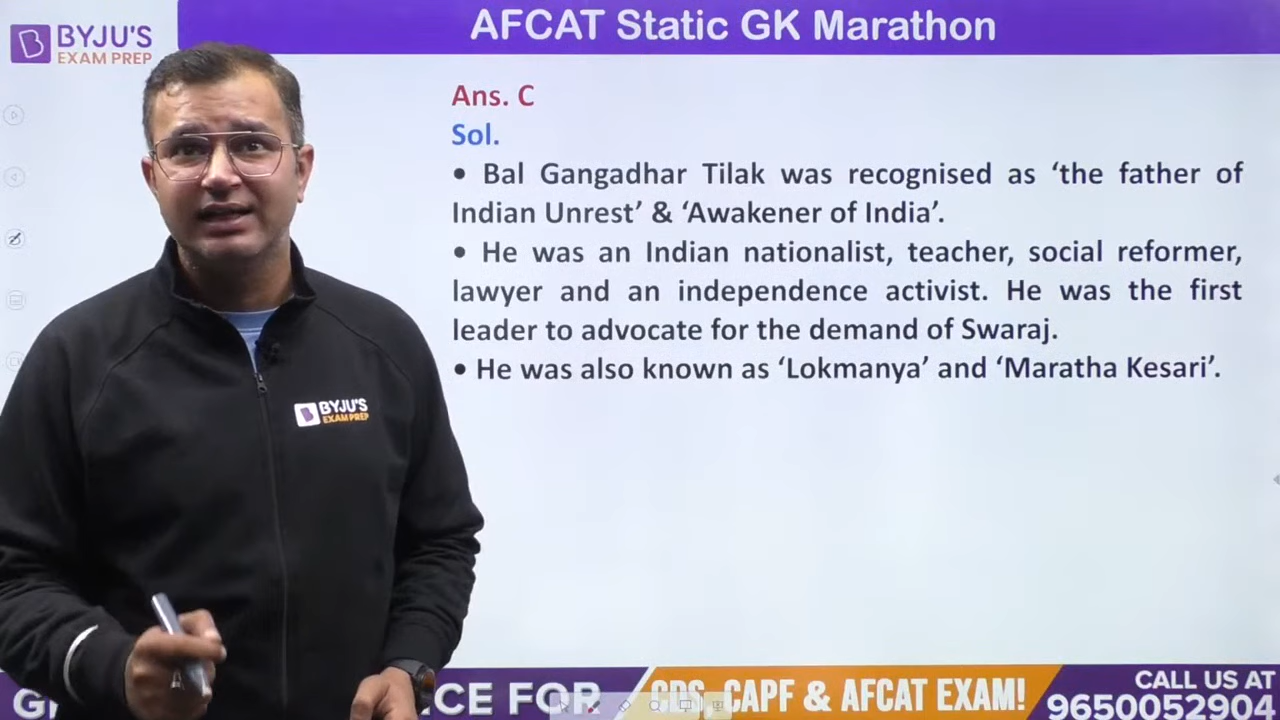 AFCAT Static GK Marathon
BYJU'S
EXAM PREP
Ans. C
Sol.
• Bal Gangadhar Tilak was recognised as ‘the father of
Indian Unrest’ & ‘Awakener of India’.
• He was an Indian nationalist, teacher, social reformer,
lawyer and an independence activist. He was the first
leader to advocate for the demand of Swaraj.
• He was also known as ‘Lokmanya’ and ‘Maratha Kesari’.
BYJU'S
EXAM PREP
CE FOR
CDS, CAPF & AFCAT EXAM!
CALL US AT
9650052904